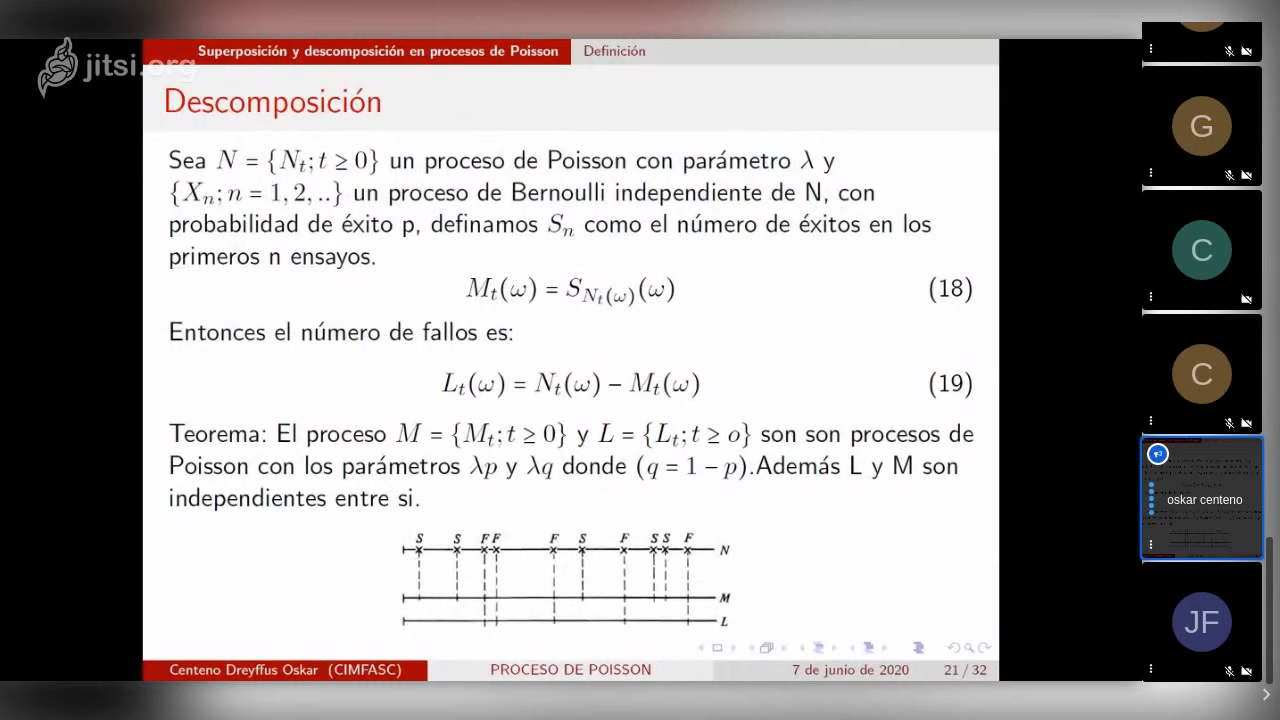 jitsi.org
Superposición y descomposición en procesos de Poisson Definición
Descomposición
Sea N = {N_t; t ≥ 0} un proceso de Poisson con parámetro λ y
{X_n; n = 1, 2, ..} un proceso de Bernoulli independiente de N, con
probabilidad de éxito p, definamos S_n como el número de éxitos en los
primeros n ensayos.
M_t(ω) = S_{N_t(ω)}(ω) (18)
Entonces el número de fallos es:
L_t(ω) = N_t(ω) − M_t(ω) (19)
Teorema: El proceso M = {M_t; t ≥ 0} y L = {L_t; t ≥ o} son son procesos de
Poisson con los parámetros λp y λq donde (q = 1 − p).Además L y M son
independientes entre si.
S S F F F S F S S F
N
M
L
Centeno Dreyffus Oskar (CIMFASC) PROCESO DE POISSON 7 de junio de 2020 21 / 32
G
C
C
oskar centeno
JF